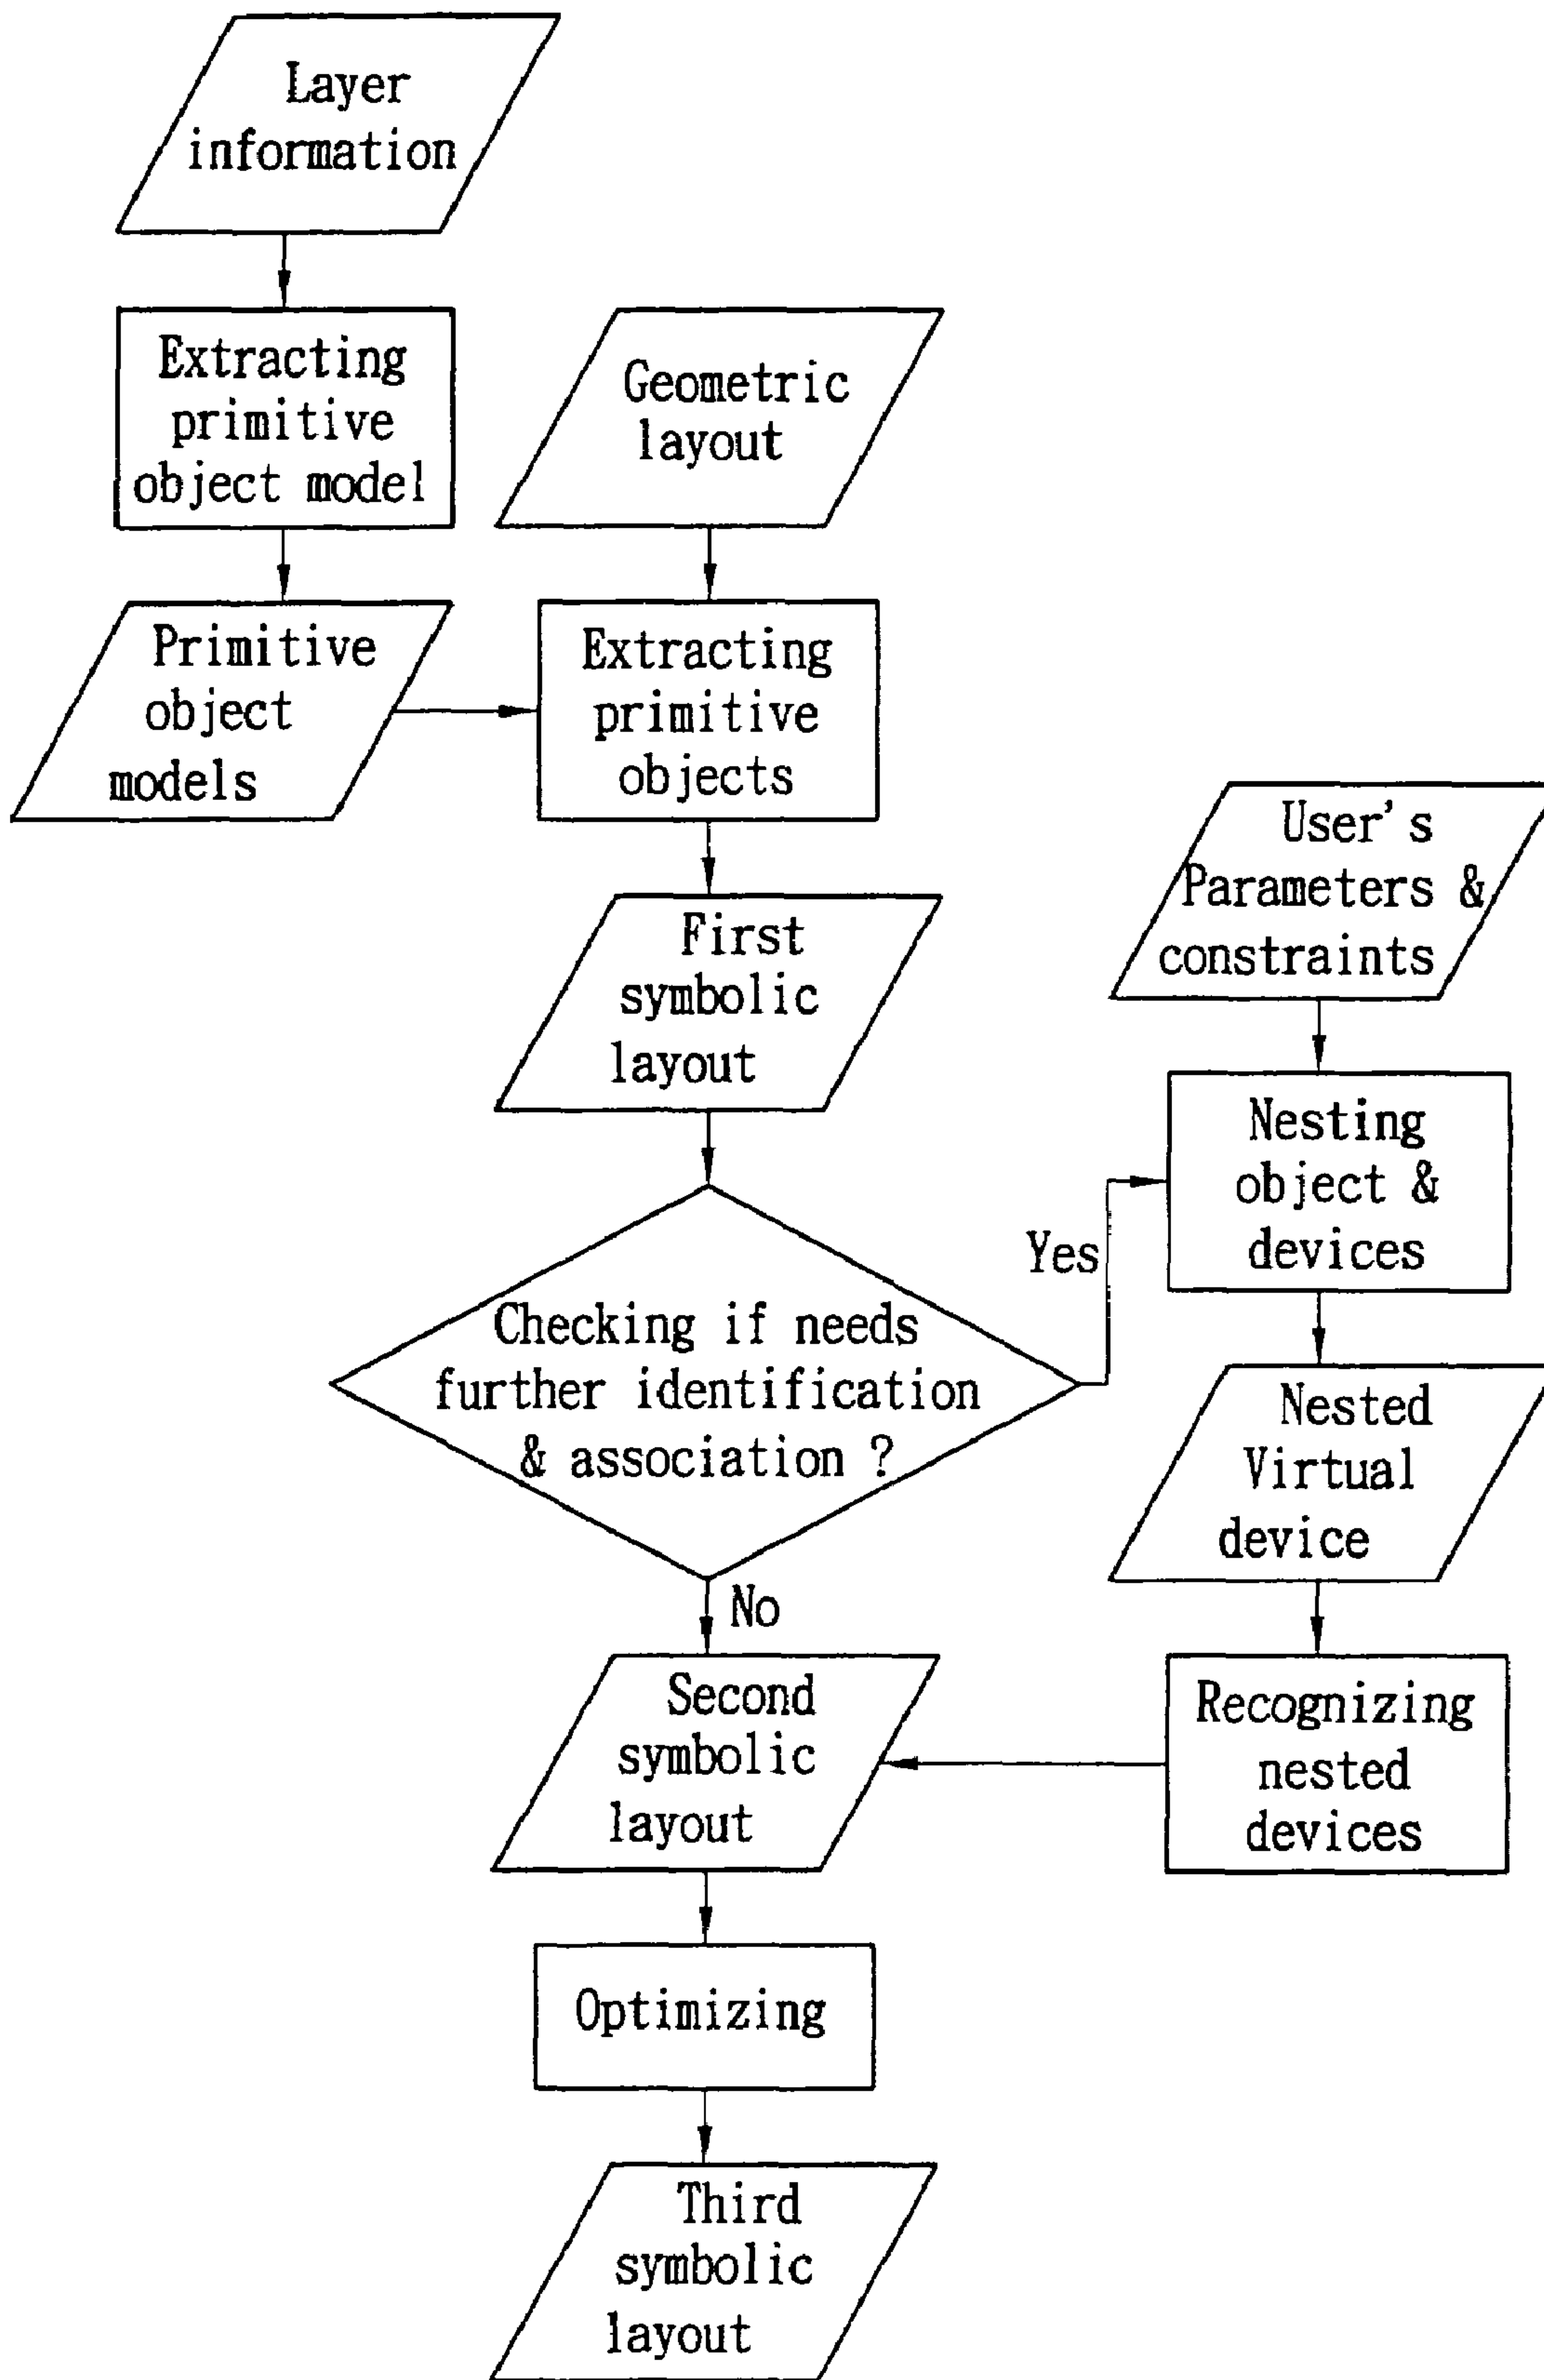 Layer
information
Extracting
primitive
object model
Geometric
layout
Primitive
object
models
Extracting
primitive
objects
User's
Parameters &
constraints
First
symbolic
layout
Nesting
object &
devices
Yes
Checking if needs
further identification
& association ?
Nested
Virtual
device
No
Second
symbolic
layout
Recognizing
nested
devices
Optimizing
Third
symbolic
layout